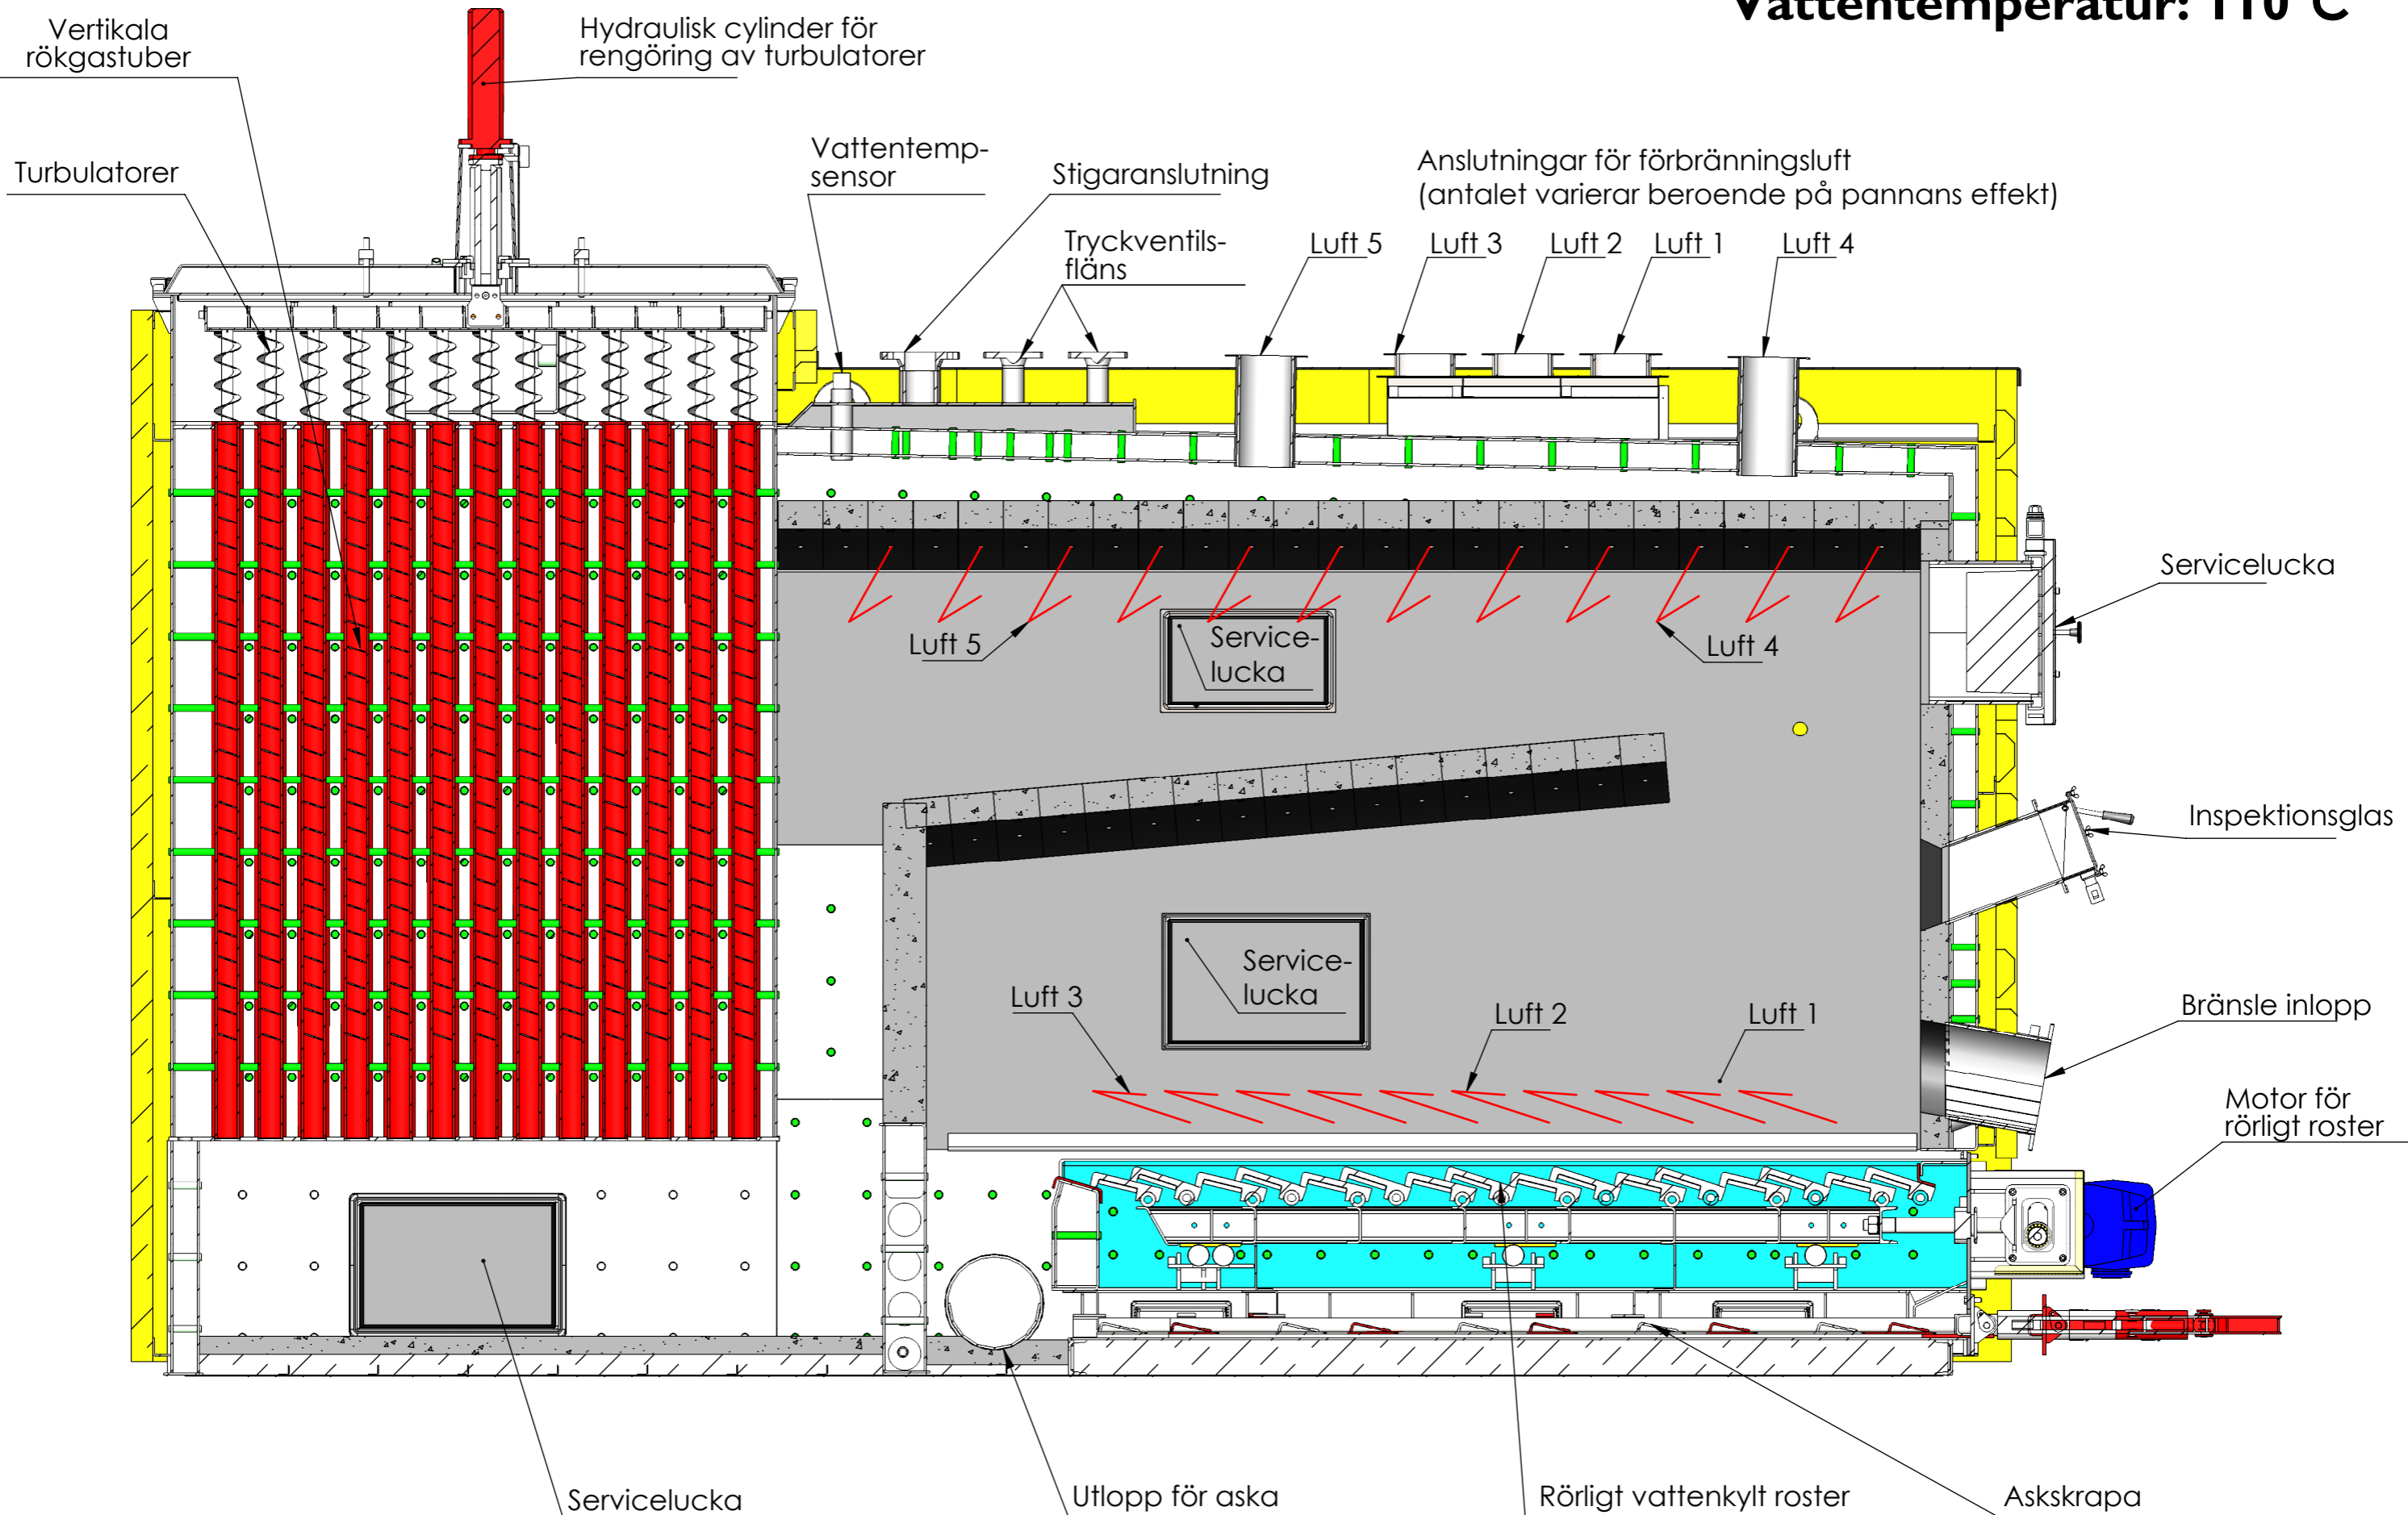 Vattentemperatur: 110°C
Vertikala
rökgastuber
Hydraulisk cylinder för
rengöring av turbulatorer
Turbulatorer
Vattentemp-
sensor
Stigaranslutning
Tryckventils-
fläns
Anslutningar för förbränningsluft
(antalet varierar beroende på pannans effekt)
Luft 5
Luft 3
Luft 2
Luft 1
Luft 4
Servicelucka
Luft 5
Service-
lucka
Luft 4
Inspektionsglas
Service-
lucka
Luft 3
Luft 2
Luft 1
Bränsle inlopp
Motor för
rörligt roster
Servicelucka
Utlopp för aska
Rörligt vattenkylt roster
Askskrapa